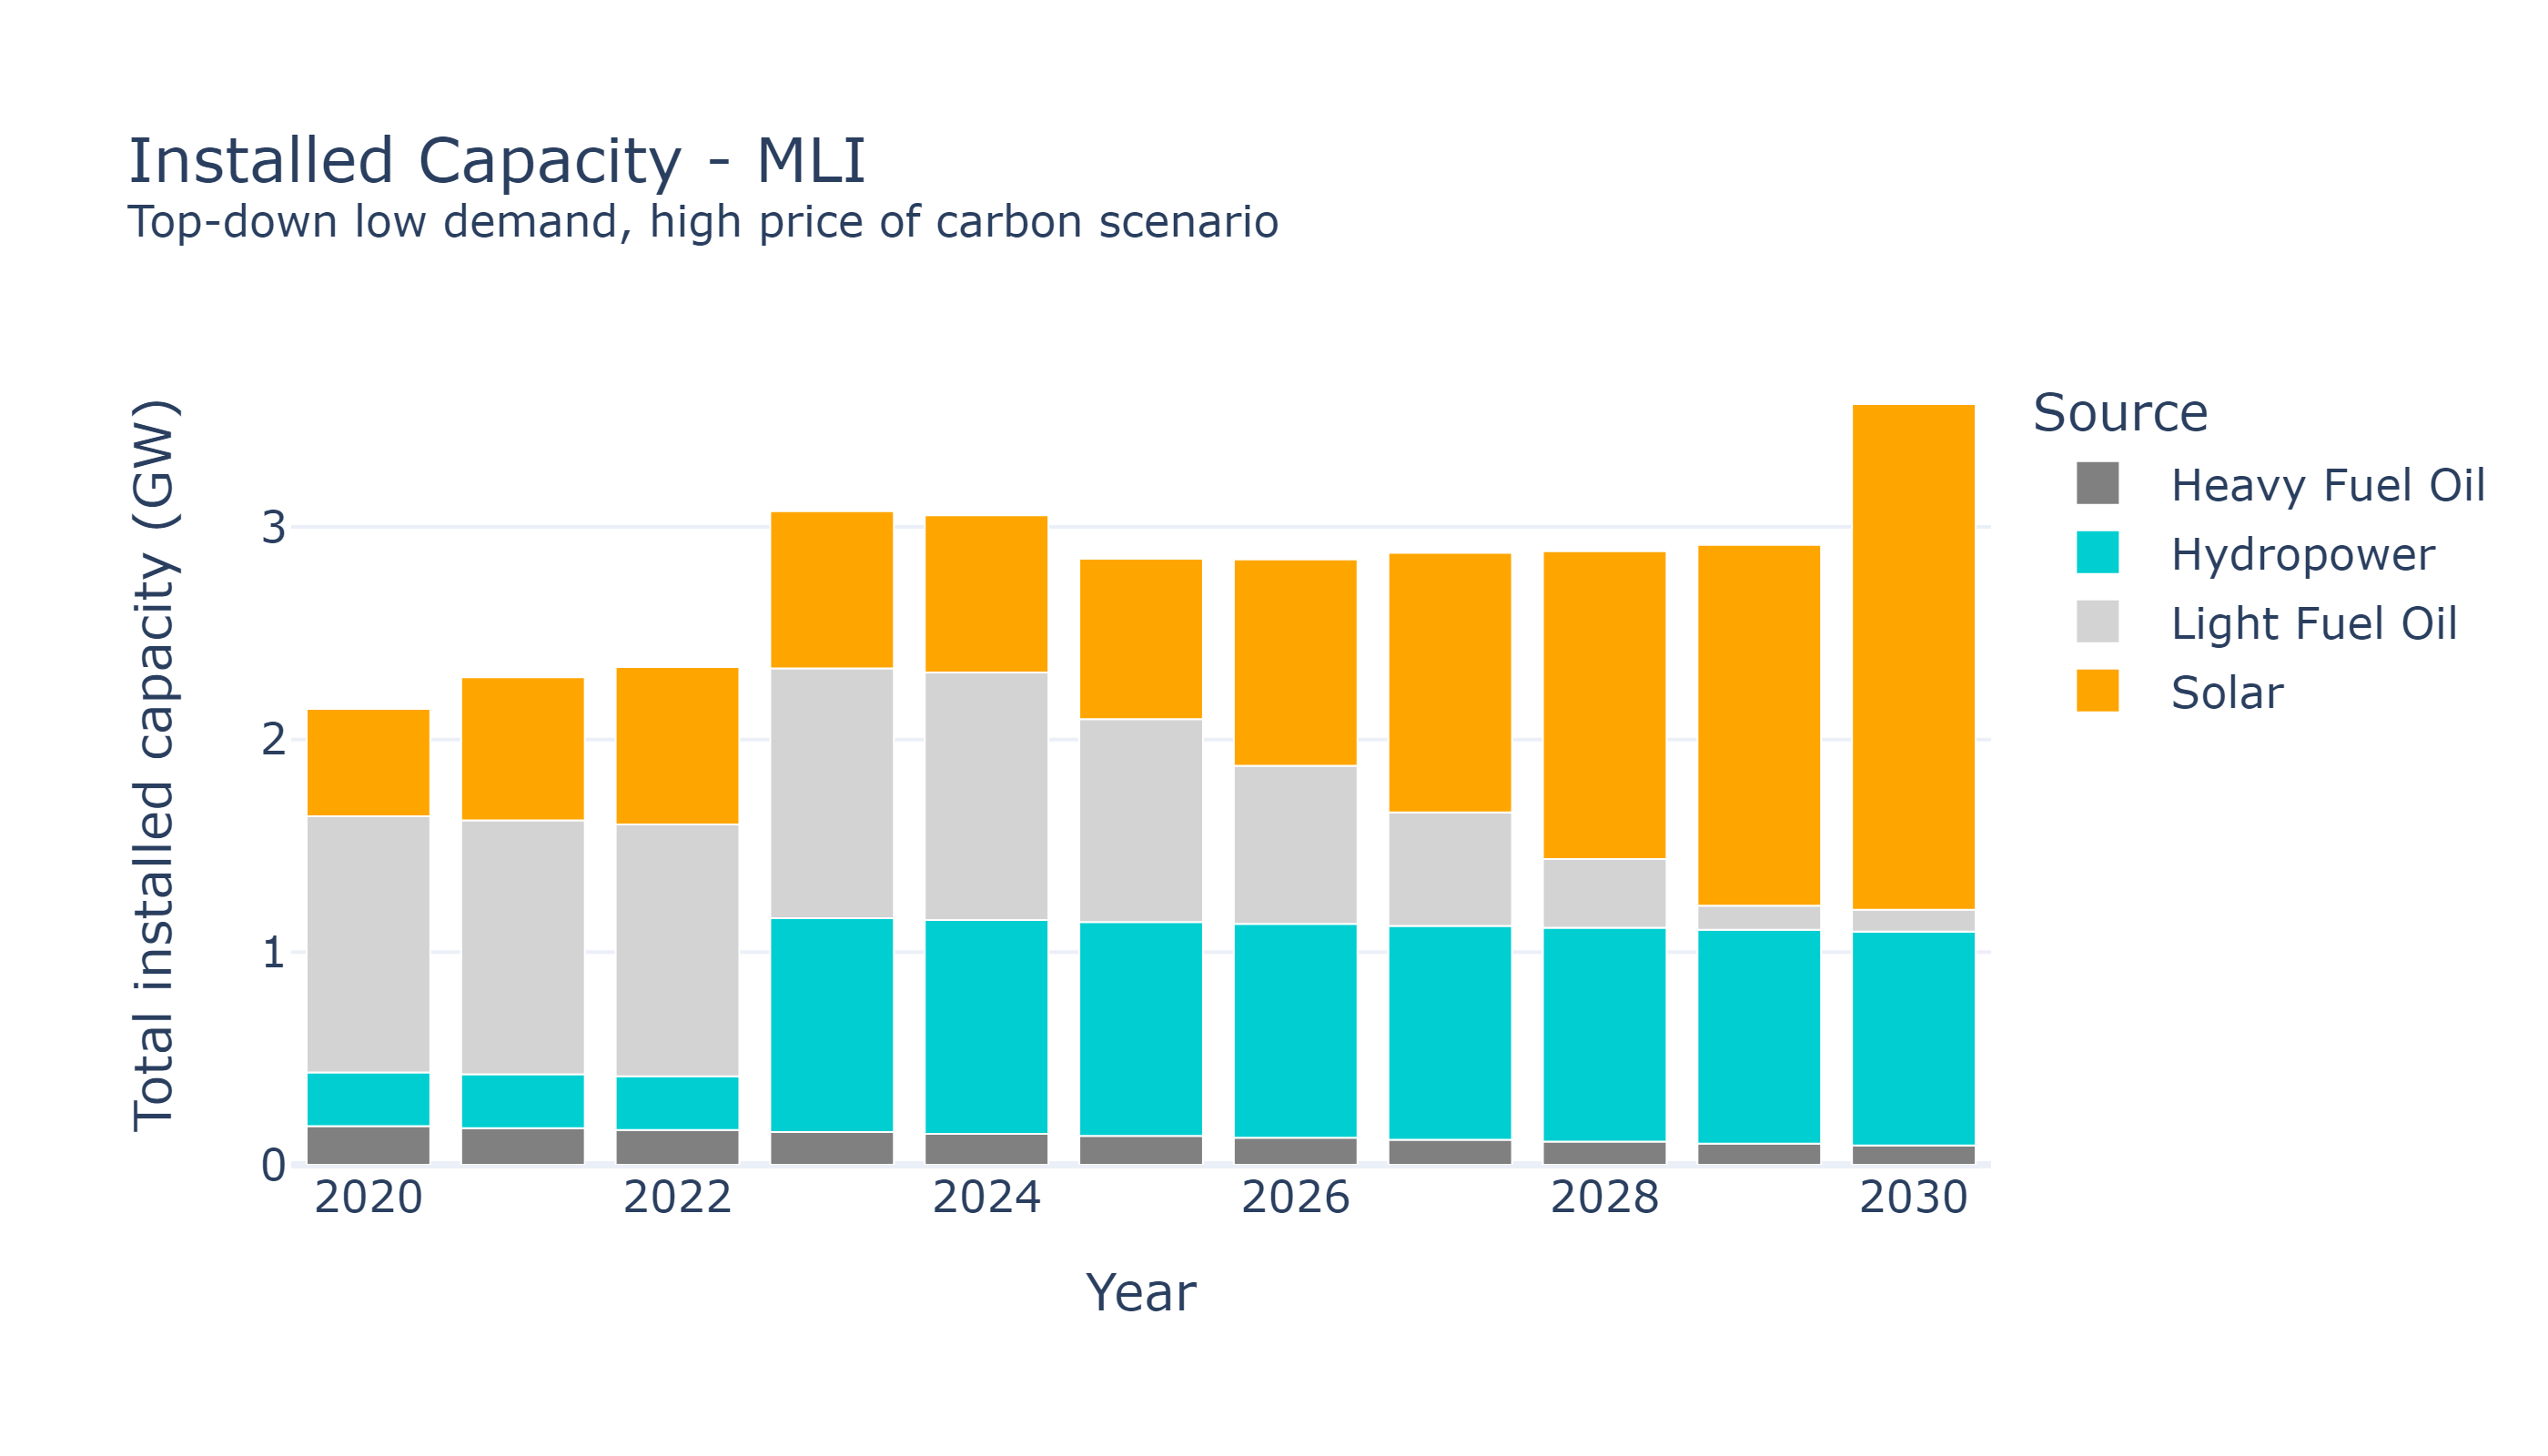 Installed Capacity - MLI
Top-down low demand, high price of carbon scenario
Total installed capacity (GW)
3
2
1
0
2020
2022
2024
2026
2028
2030
Year
Source
Heavy Fuel Oil
Hydropower
Light Fuel Oil
Solar